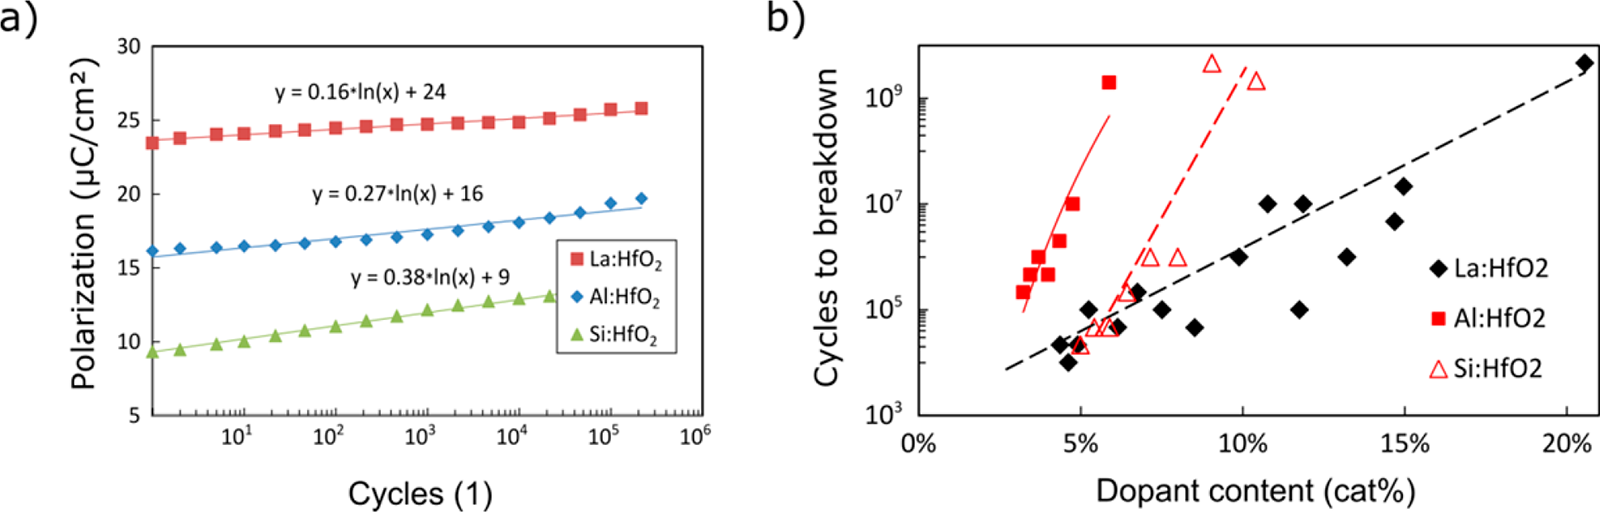 a)
30
25
20
15
10
5
Polarization (μC/cm²)
y = 0.16*ln(x) + 24
y = 0.27*ln(x) + 16
y = 0.38*ln(x) + 9
La:HfO₂
Al:HfO₂
Si:HfO₂
10¹ 10² 10³ 10⁴ 10⁵ 10⁶
Cycles (1)
b)
10⁹
10⁷
10⁵
10³
Cycles to breakdown
La:HfO2
Al:HfO2
Si:HfO2
0% 5% 10% 15% 20%
Dopant content (cat%)